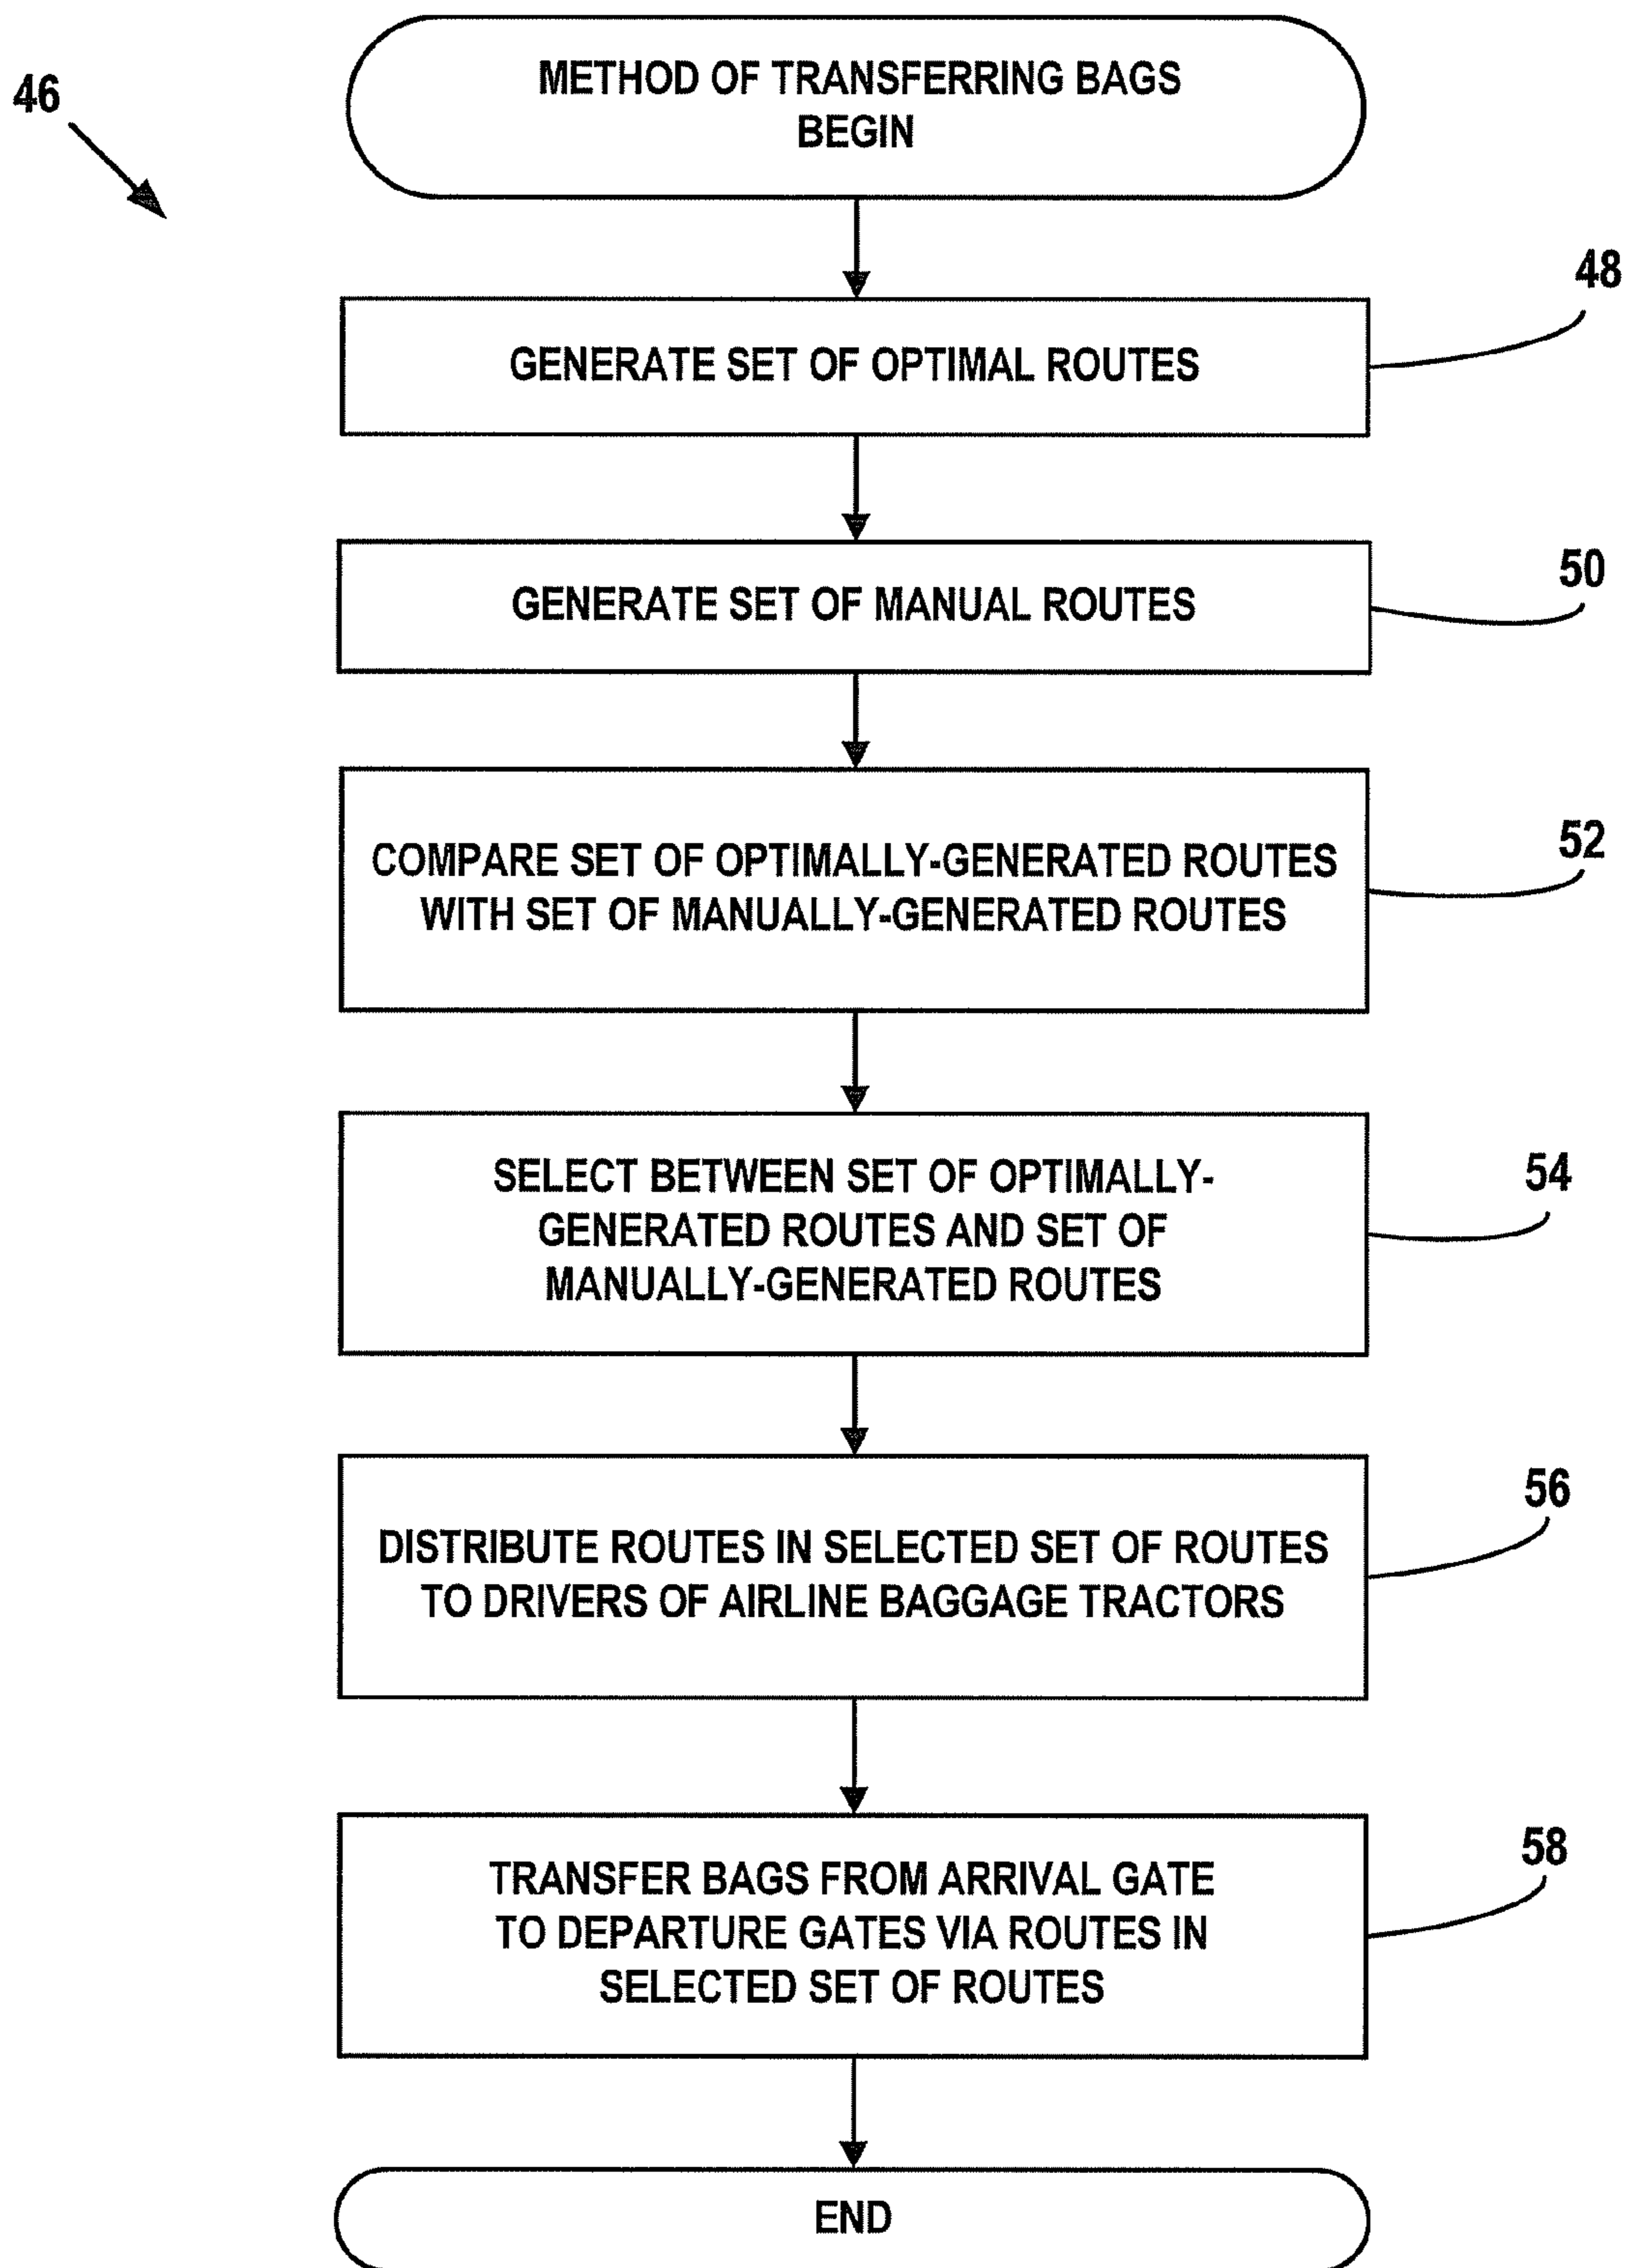 46
METHOD OF TRANSFERRING BAGS
BEGIN
48
GENERATE SET OF OPTIMAL ROUTES
50
GENERATE SET OF MANUAL ROUTES
52
COMPARE SET OF OPTIMALLY-GENERATED ROUTES
WITH SET OF MANUALLY-GENERATED ROUTES
54
SELECT BETWEEN SET OF OPTIMALLY-
GENERATED ROUTES AND SET OF
MANUALLY-GENERATED ROUTES
56
DISTRIBUTE ROUTES IN SELECTED SET OF ROUTES
TO DRIVERS OF AIRLINE BAGGAGE TRACTORS
58
TRANSFER BAGS FROM ARRIVAL GATE
TO DEPARTURE GATES VIA ROUTES IN
SELECTED SET OF ROUTES
END